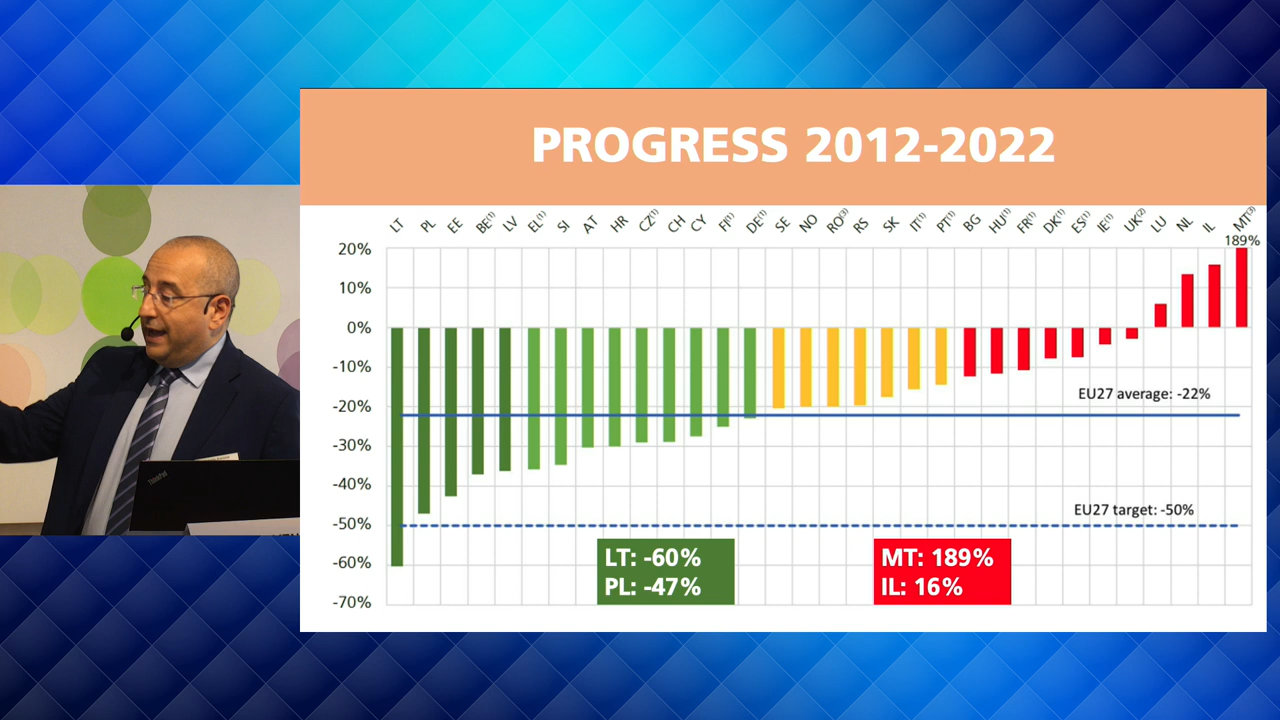 PROGRESS 2012-2022
LT PL EE BE(1) LV EL(1) SI AT HR CZ(1) CH CY FI(1) DE(1) SE NO RO(3) RS SK IT(1) PT(1) BG HU(1) FR(1) DK(1) ES(1) IE(1) UK(2) LU NL IL MT(3)
189%
20%
10%
0%
-10%
EU27 average: -22%
-20%
-30%
-40%
ThinkPad
EU27 target: -50%
-50%
-60%
LT: -60%
PL: -47%
MT: 189%
IL: 16%
-70%